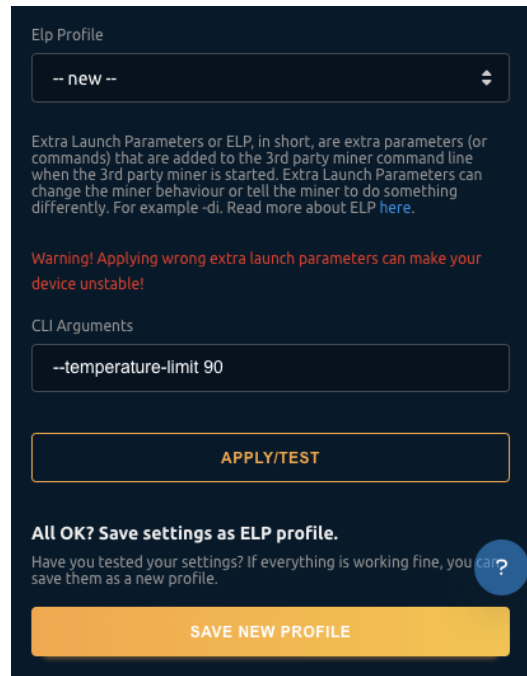 Elp Profile
-- new --
Extra Launch Parameters or ELP, in short, are extra parameters (or
commands) that are added to the 3rd party miner command line
when the 3rd party miner is started. Extra Launch Parameters can
change the miner behaviour or tell the miner to do something
differently. For example -di. Read more about ELP here.
Warning! Applying wrong extra launch parameters can make your
device unstable!
CLI Arguments
--temperature-limit 90
APPLY/TEST
All OK? Save settings as ELP profile.
Have you tested your settings? If everything is working fine, you can
save them as a new profile.
?
SAVE NEW PROFILE